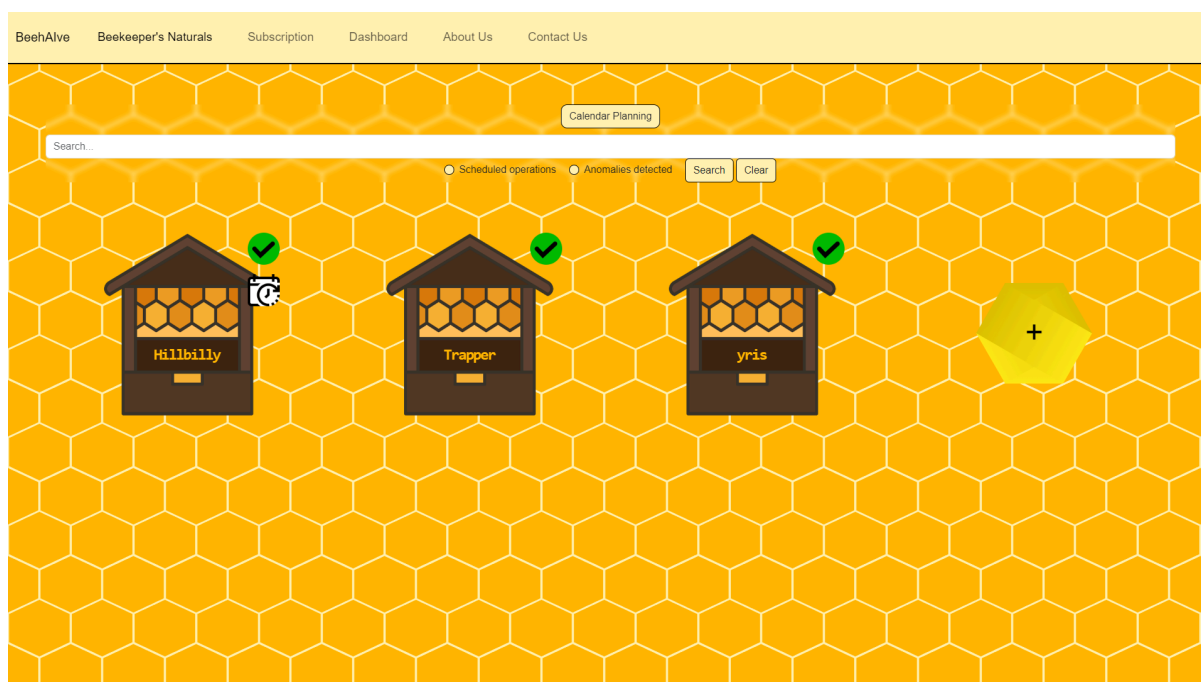 BeehAIve Beekeeper's Naturals Subscription Dashboard About Us Contact Us
Calendar Planning
Search...
Scheduled operations Anomalies detected Search Clear
Hillbilly Trapper yris
+